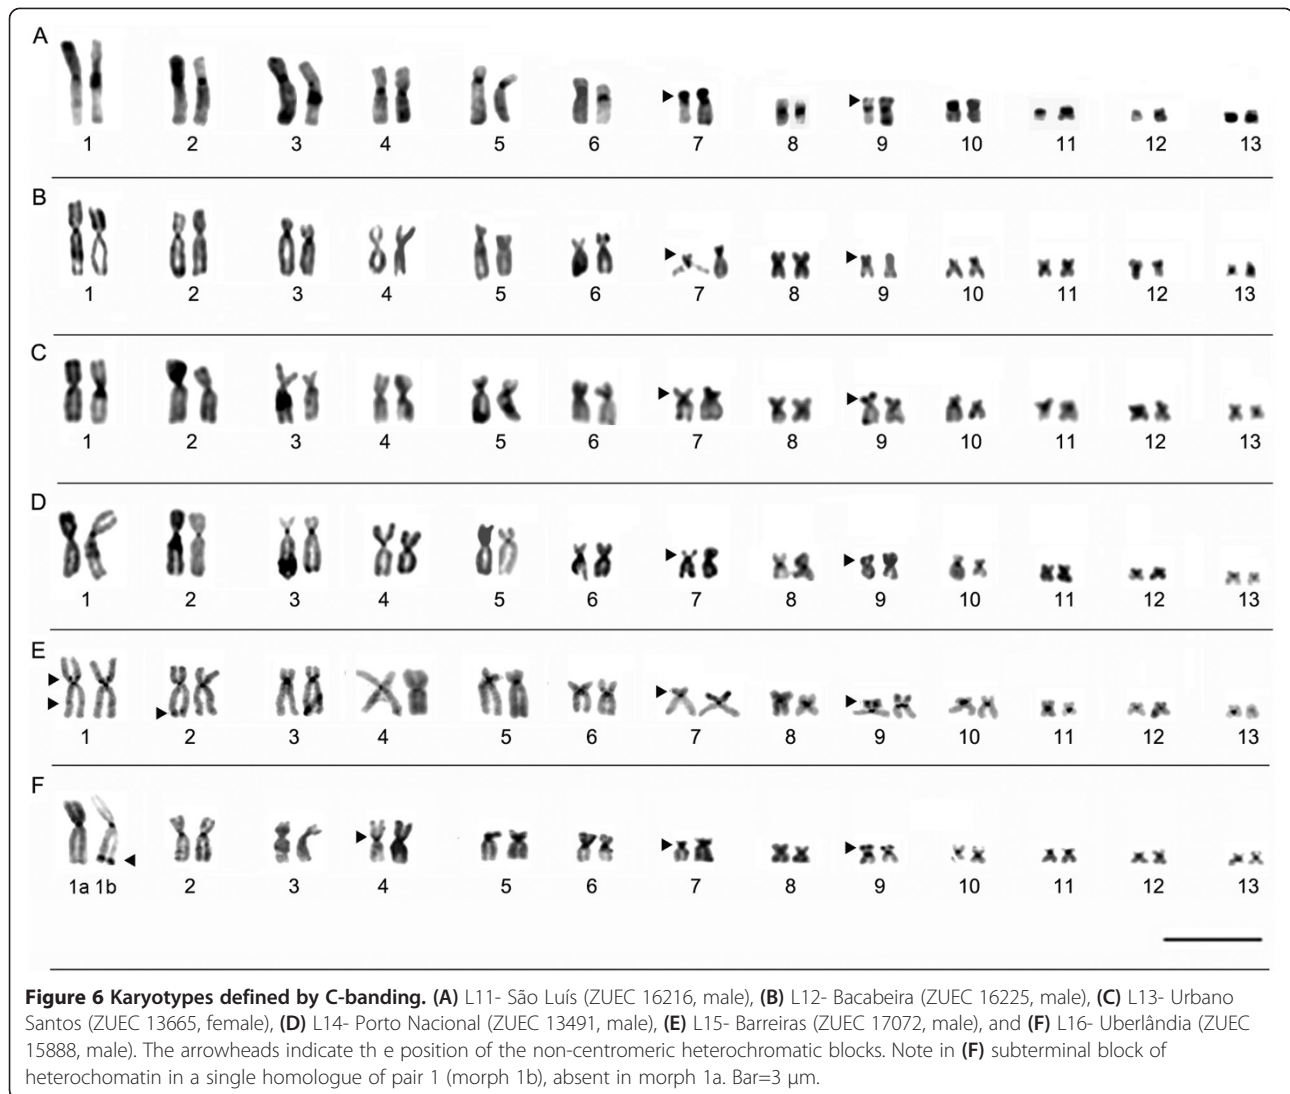 A
1 2 3 4 5 6 7 8 9 10 11 12 13
B
1 2 3 4 5 6 7 8 9 10 11 12 13
C
1 2 3 4 5 6 7 8 9 10 11 12 13
D
1 2 3 4 5 6 7 8 9 10 11 12 13
E
1 2 3 4 5 6 7 8 9 10 11 12 13
F
1a 1b 2 3 4 5 6 7 8 9 10 11 12 13
Figure 6 Karyotypes defined by C-banding. (A) L11- São Luís (ZUEC 16216, male), (B) L12- Bacabeira (ZUEC 16225, male), (C) L13- Urbano
Santos (ZUEC 13665, female), (D) L14- Porto Nacional (ZUEC 13491, male), (E) L15- Barreiras (ZUEC 17072, male), and (F) L16- Uberlândia (ZUEC
15888, male). The arrowheads indicate th e position of the non-centromeric heterochromatic blocks. Note in (F) subterminal block of
heterochomatin in a single homologue of pair 1 (morph 1b), absent in morph 1a. Bar=3 μm.